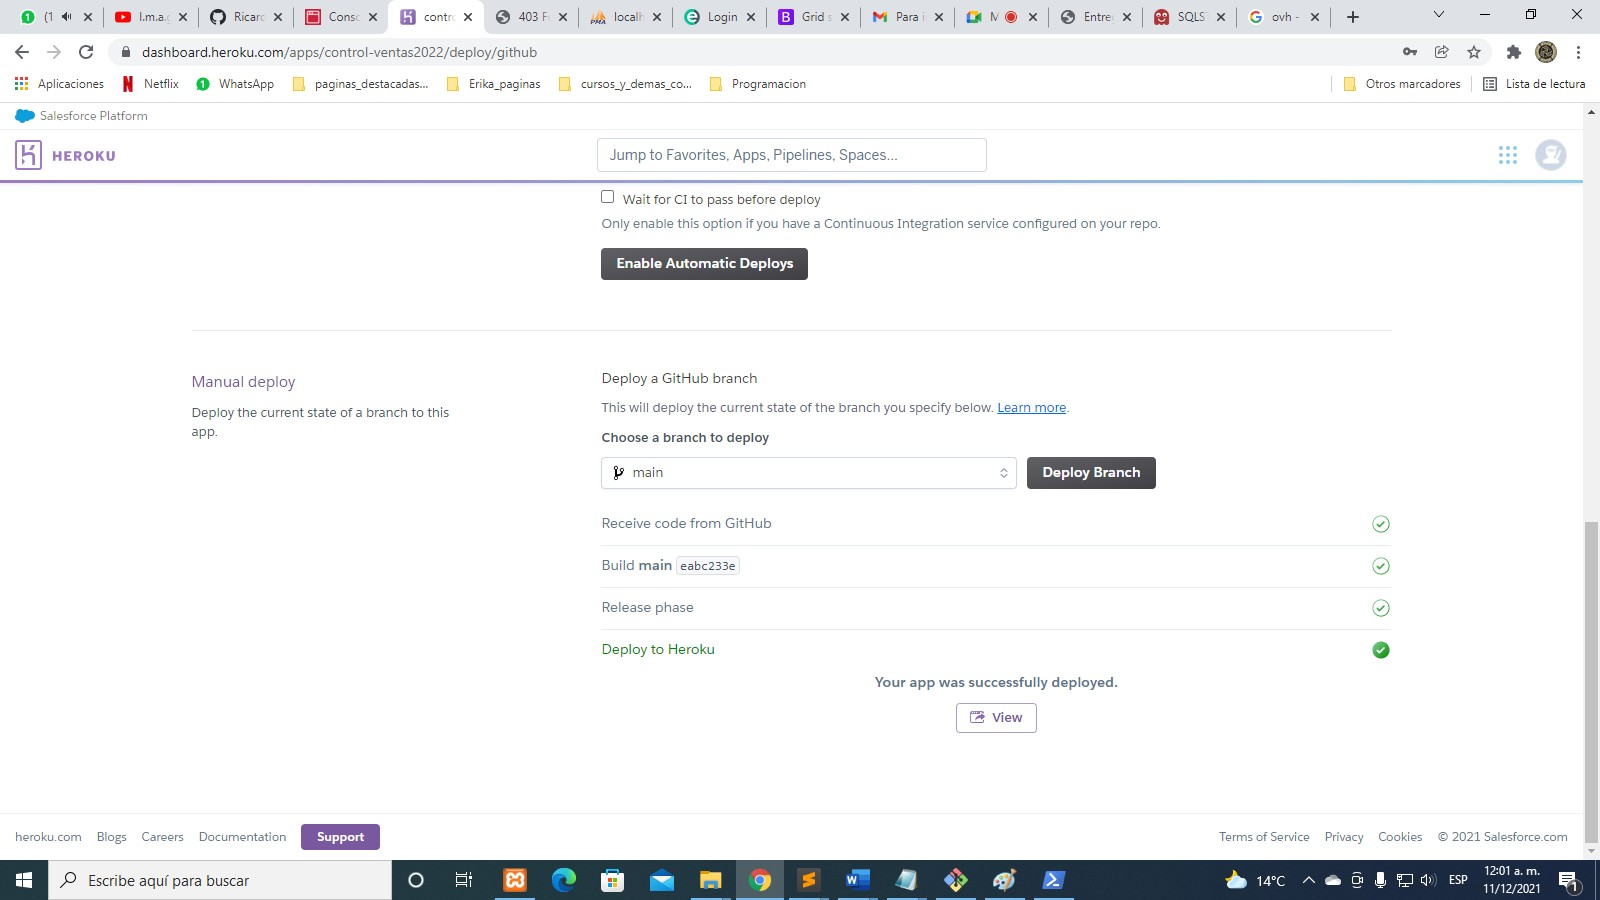 (1
I.m.a.g
Ricard
Conso
contro
403 F
localh
Login
Grid s
Para i
M
Entre
SQLST
ovh -
dashboard.heroku.com/apps/control-ventas2022/deploy/github
Aplicaciones
Netflix
WhatsApp
paginas_destacadas...
Erika_paginas
cursos_y_demas_co...
Programacion
Otros marcadores
Lista de lectura
Salesforce Platform
HEROKU
Jump to Favorites, Apps, Pipelines, Spaces...
Wait for CI to pass before deploy
Only enable this option if you have a Continuous Integration service configured on your repo.
Enable Automatic Deploys
Manual deploy
Deploy the current state of a branch to this
app.
Deploy a GitHub branch
This will deploy the current state of the branch you specify below. Learn more.
Choose a branch to deploy
main
Deploy Branch
Receive code from GitHub
Build main eabc233e
Release phase
Deploy to Heroku
Your app was successfully deployed.
View
heroku.com
Blogs
Careers
Documentation
Support
Terms of Service
Privacy
Cookies
© 2021 Salesforce.com
Escribe aquí para buscar
14°C
ESP
12:01 a. m.
11/12/2021
1